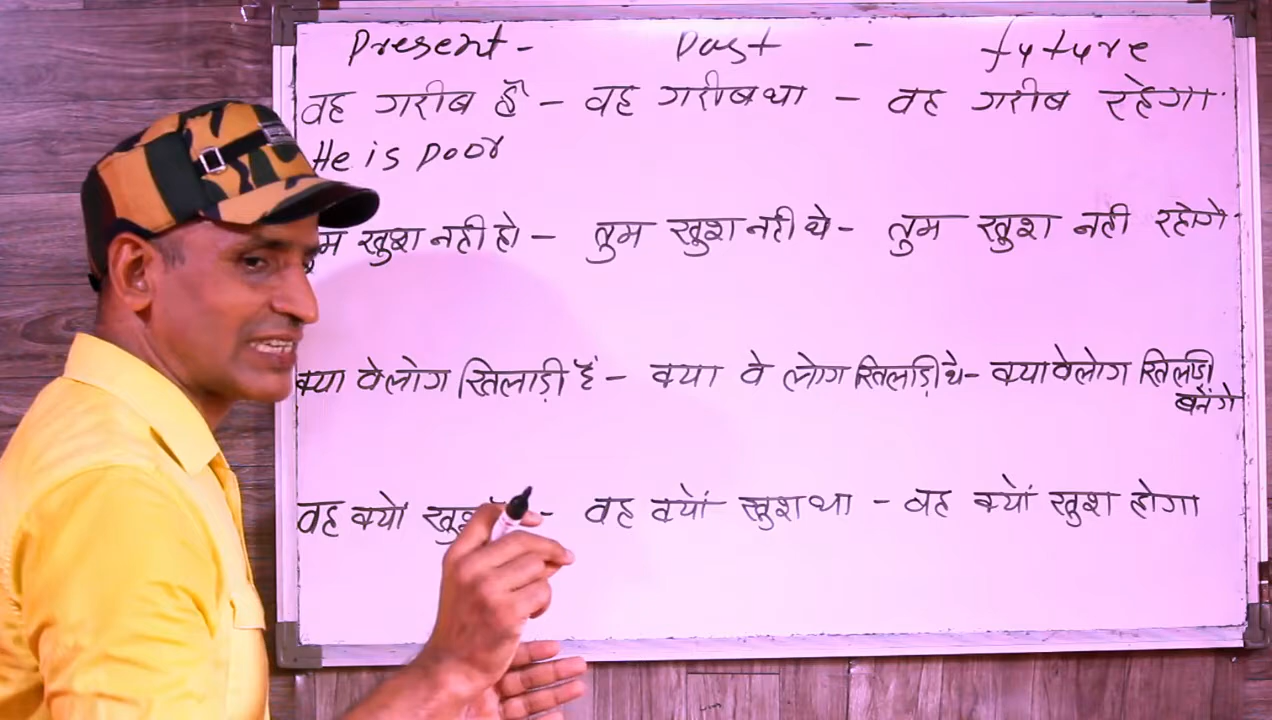 Present - Past - future
वह गरीब है - वह गरीब था - वह गरीब रहेगा
He is poor
खुश नही हो - तुम खुश नही थे - तुम खुश नही रहोगे
क्या वे लोग खिलाड़ी हैं - क्या वे लोग खिलाड़ी थे - क्या वे लोग खिलाड़ी
बनेंगे
वह क्यों - वह क्यों खुश था - वह क्यों खुश होगा